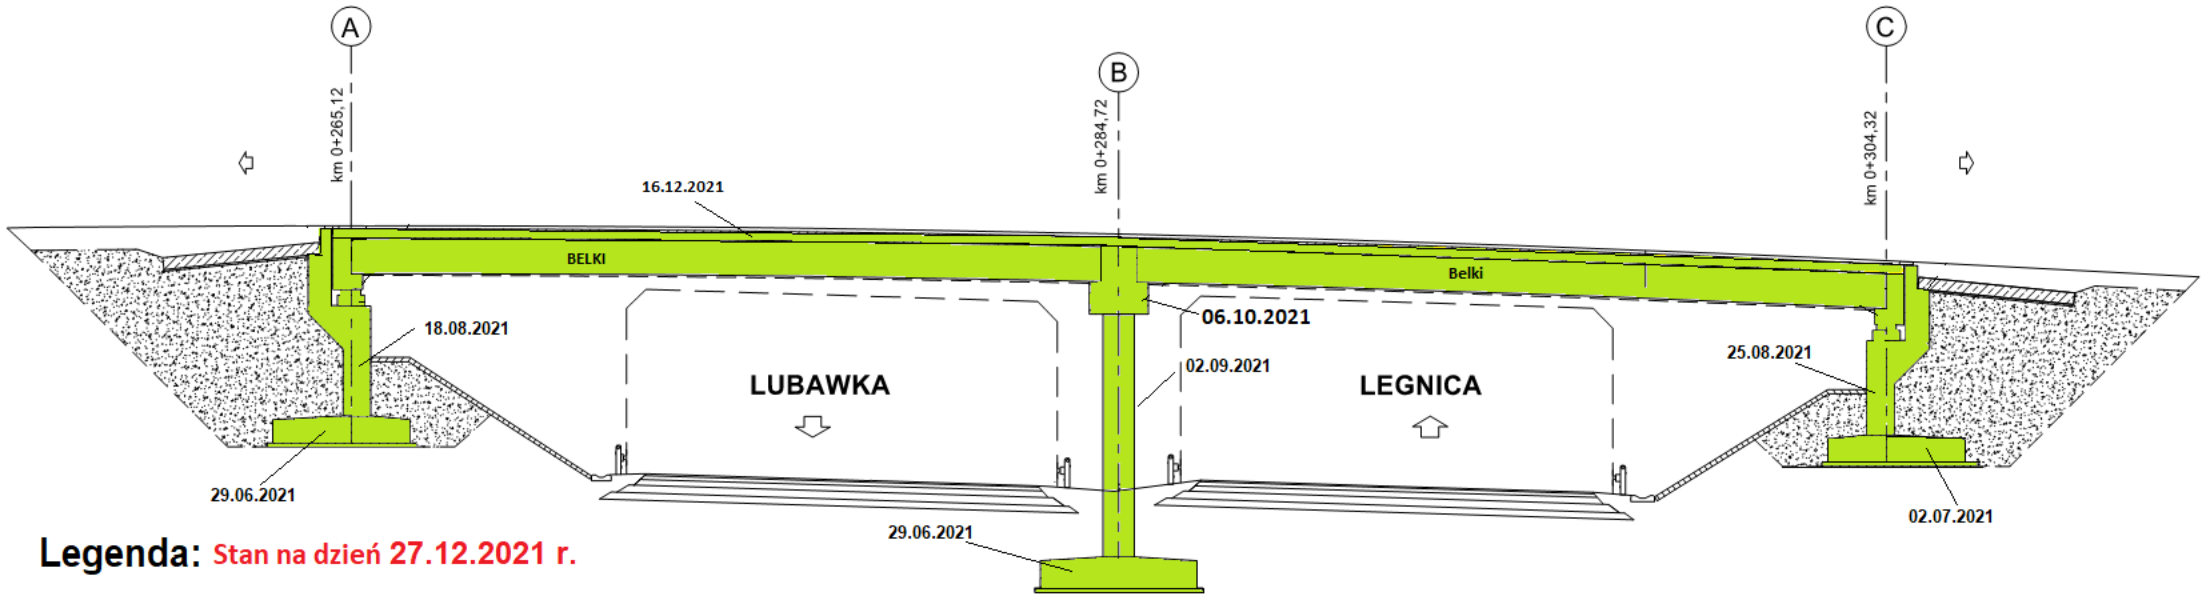 A
B
C
km 0+265,12
km 0+284,72
km 0+304,32
16.12.2021
BELKI
Belki
18.08.2021
06.10.2021
02.09.2021
25.08.2021
LUBAWKA
LEGNICA
29.06.2021
29.06.2021
02.07.2021
Legenda: Stan na dzień 27.12.2021 r.